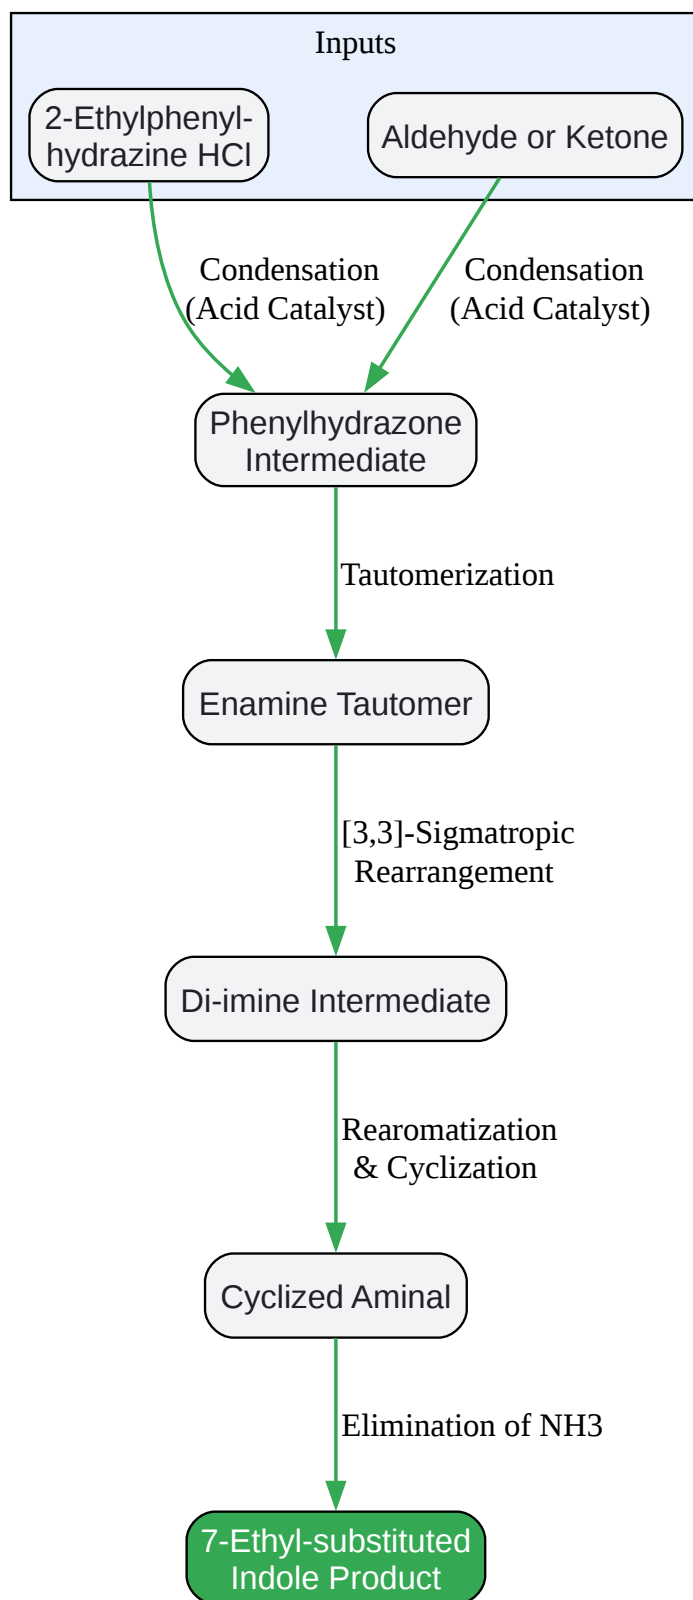 Inputs
2-Ethylphenyl-
hydrazine HCl
Aldehyde or Ketone
Condensation
(Acid Catalyst)
Condensation
(Acid Catalyst)
Phenylhydrazone
Intermediate
Tautomerization
Enamine Tautomer
[3,3]-Sigmatropic
Rearrangement
Di-imine Intermediate
Rearomatization
& Cyclization
Cyclized Aminal
Elimination of NH3
7-Ethyl-substituted
Indole Product